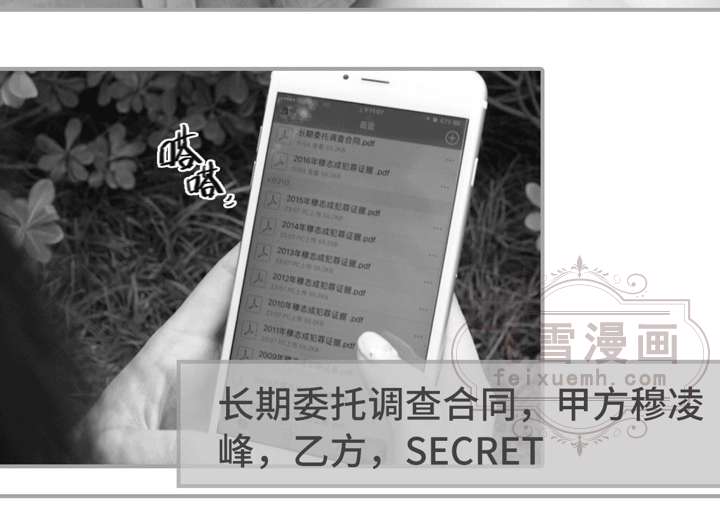 嗒
嗒
长期委托调查合同.pdf
2016年穆志成犯罪证据 .pdf
2015年穆志成犯罪证据.pdf
2014年穆志成犯罪证据.pdf
2013年穆志成犯罪证据.pdf
2012年穆志成犯罪证据.pdf
2010年穆志成犯罪证据 .pdf
2011年穆志成犯罪证据.pdf
雪漫画
feixuemh.com
长期委托调查合同，甲方穆凌
峰，乙方，SECRET